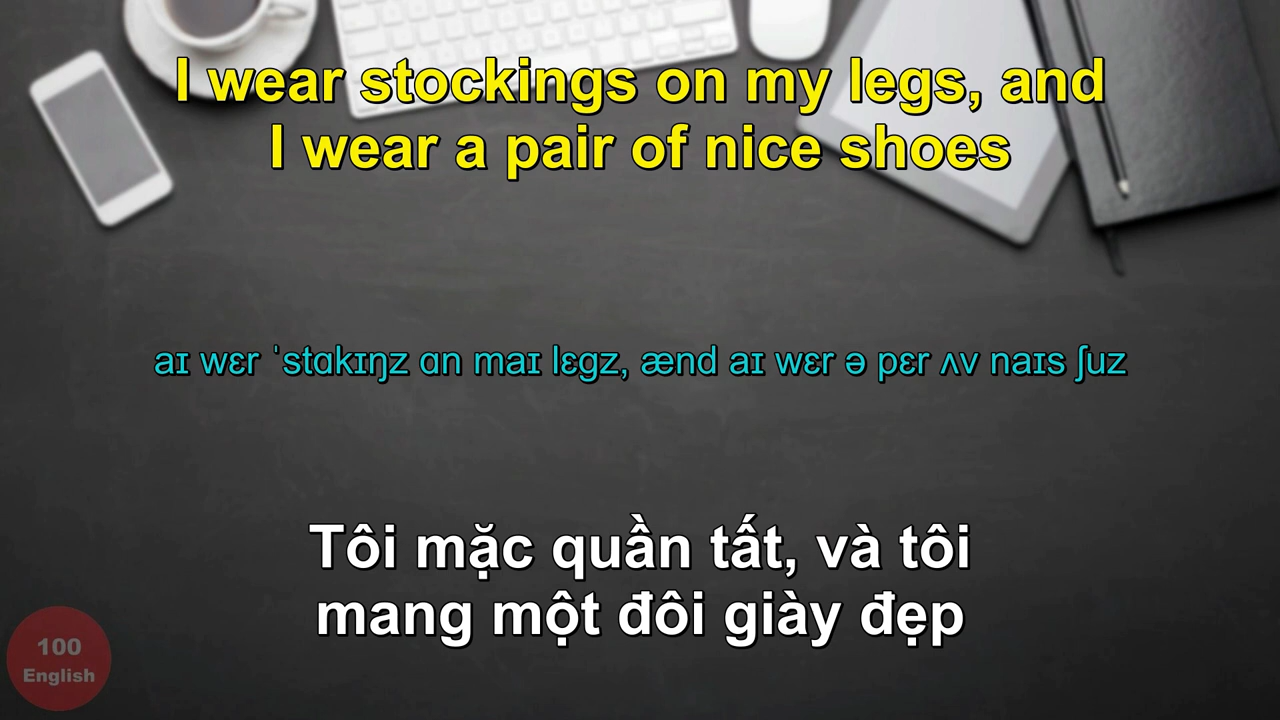 I wear stockings on my legs, and
I wear a pair of nice shoes
aɪ wɛr ˈstɑkɪŋz ɑn maɪ lɛgz, ænd aɪ wɛr ə pɛr ʌv naɪs ʃuz
Tôi mặc quần tất, và tôi
mang một đôi giày đẹp
100
English